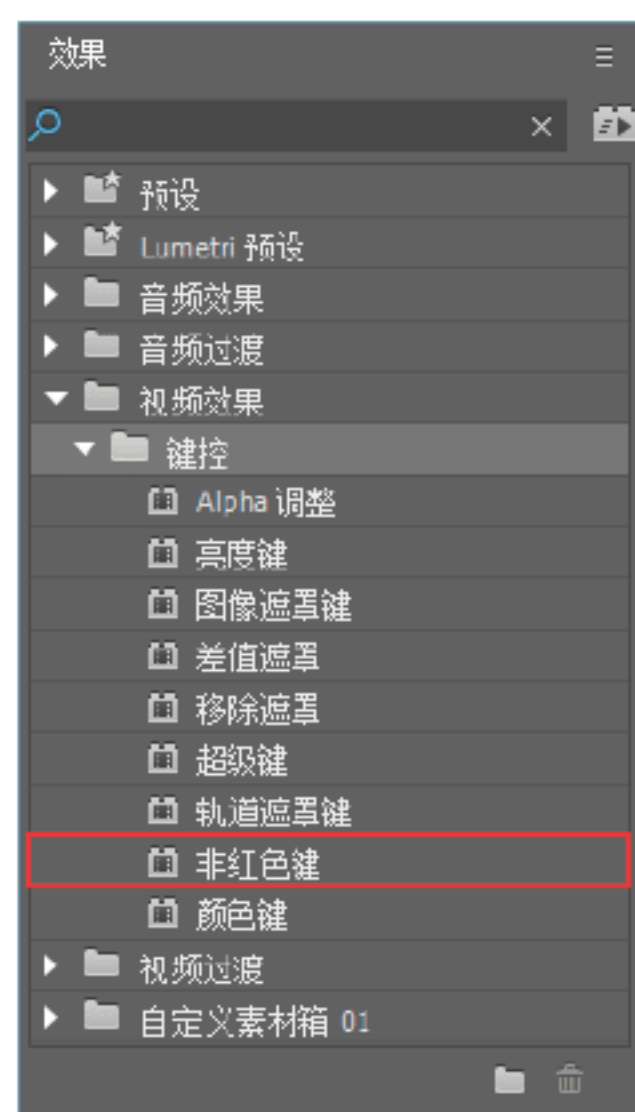 效果
预设
Lumetri 预设
音频效果
音频过渡
视频效果
键控
Alpha 调整
亮度键
图像遮罩键
差值遮罩
移除遮罩
超级键
轨道遮罩键
非红色键
颜色键
视频过渡
自定义素材箱 01